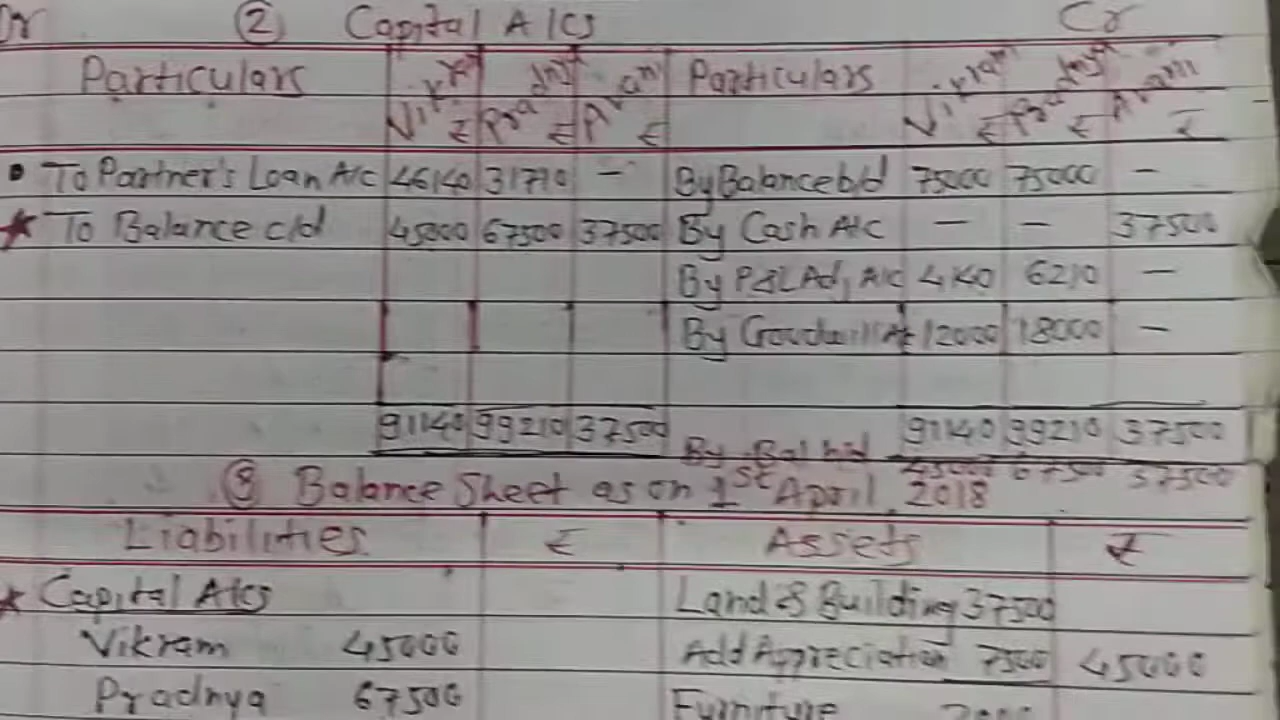 Dr ② Capital A/cs Cr
Particulars Vikram ₹ Pradnya ₹ Avani ₹ Particulars Vikram ₹ Pradnya ₹ Avani ₹
• To Partner's Loan A/c 46140 31710 — By Balance b/d 75000 75000 —
★ To Balance c/d 45000 67500 37500 By Cash A/c — — 37500
By P&L Adj A/c 4140 6210 —
By Goodwill A/c 12000 18000 —
91140 99210 37500 91140 99210 37500
By Bal b/d 45000 67500 37500
③ Balance Sheet as on 1st April, 2018
Liabilities ₹ Assets ₹
★ Capital A/cs Land & Building 37500
Vikram 45000 Add Appreciation 7500 45000
Pradnya 67500 Furniture